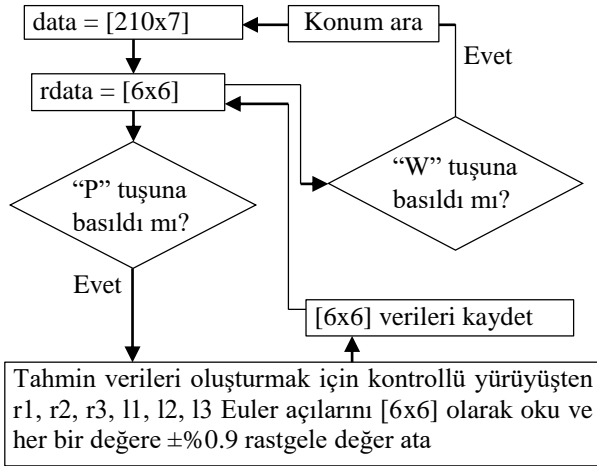 data = [210x7]
Konum ara
Evet
rdata = [6x6]
“P” tuşuna
basıldı mı?
“W” tuşuna
basıldı mı?
Evet
[6x6] verileri kaydet
Tahmin verileri oluşturmak için kontrollü yürüyüşten
r1, r2, r3, l1, l2, l3 Euler açılarını [6x6] olarak oku ve
her bir değere ±%0.9 rastgele değer ata